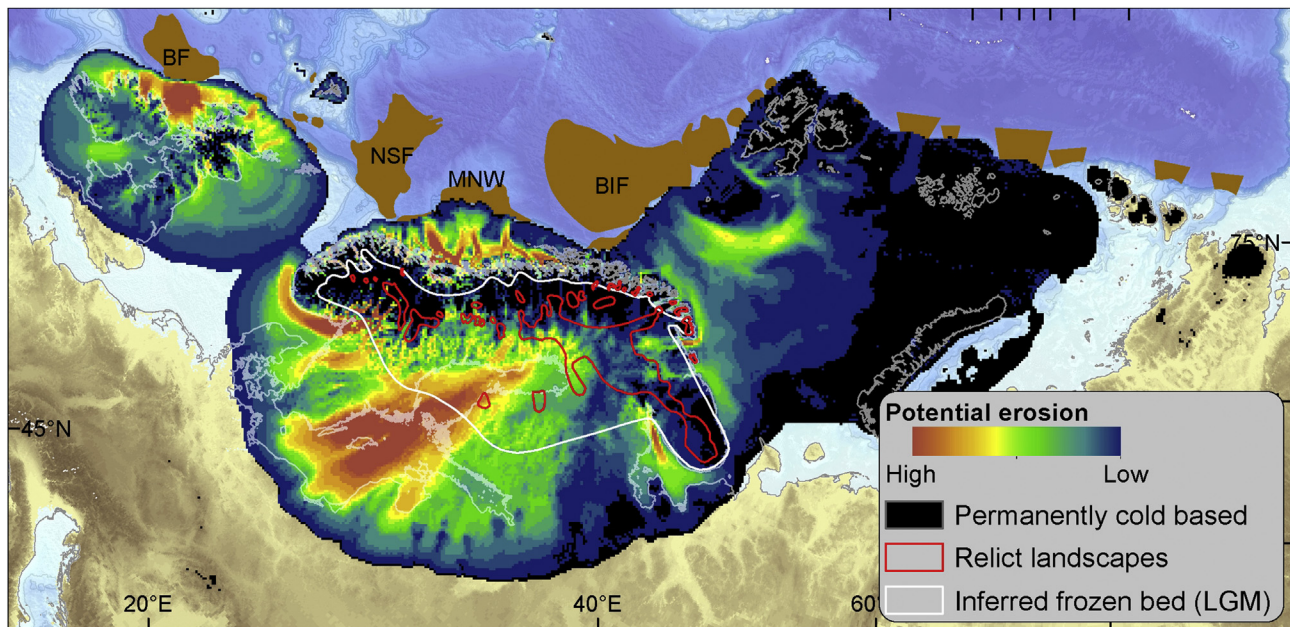 BF
NSF
MNW
BIF
75°N
45°N
20°E
40°E
60°
Potential erosion
High
Low
Permanently cold based
Relict landscapes
Inferred frozen bed (LGM)